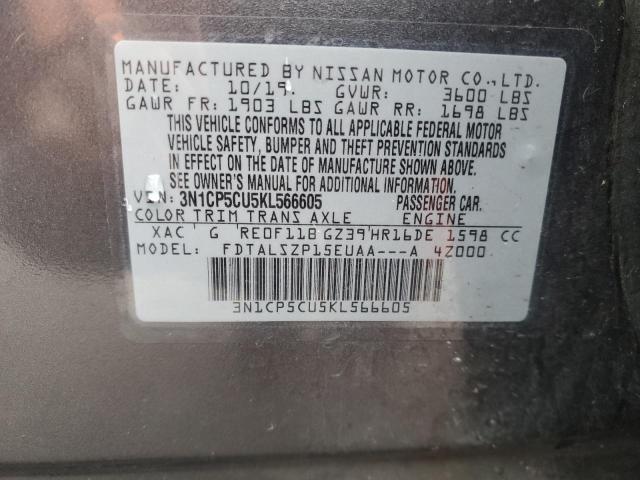 MANUFACTURED BY NISSAN MOTOR CO., LTD.
DATE: 10/19. GVWR: 3600 LBS
GAWR FR: 1903 LBS GAWR RR: 1698 LBS
THIS VEHICLE CONFORMS TO ALL APPLICABLE FEDERAL MOTOR
VEHICLE SAFETY, BUMPER AND THEFT PREVENTION STANDARDS
IN EFFECT ON THE DATE OF MANUFACTURE SHOWN ABOVE.
SEE OWNER'S MANUAL FOR ADDITIONAL INFORMATION.
VIN: 3N1CP5CU5KL566605 PASSENGER CAR.
COLOR TRIM TRANS AXLE ENGINE
XAC G RE0F11B GZ39 HR16DE 1598 CC
MODEL: FDTALSZP15EUAA---A 42000
3N1CP5CU5KL566605